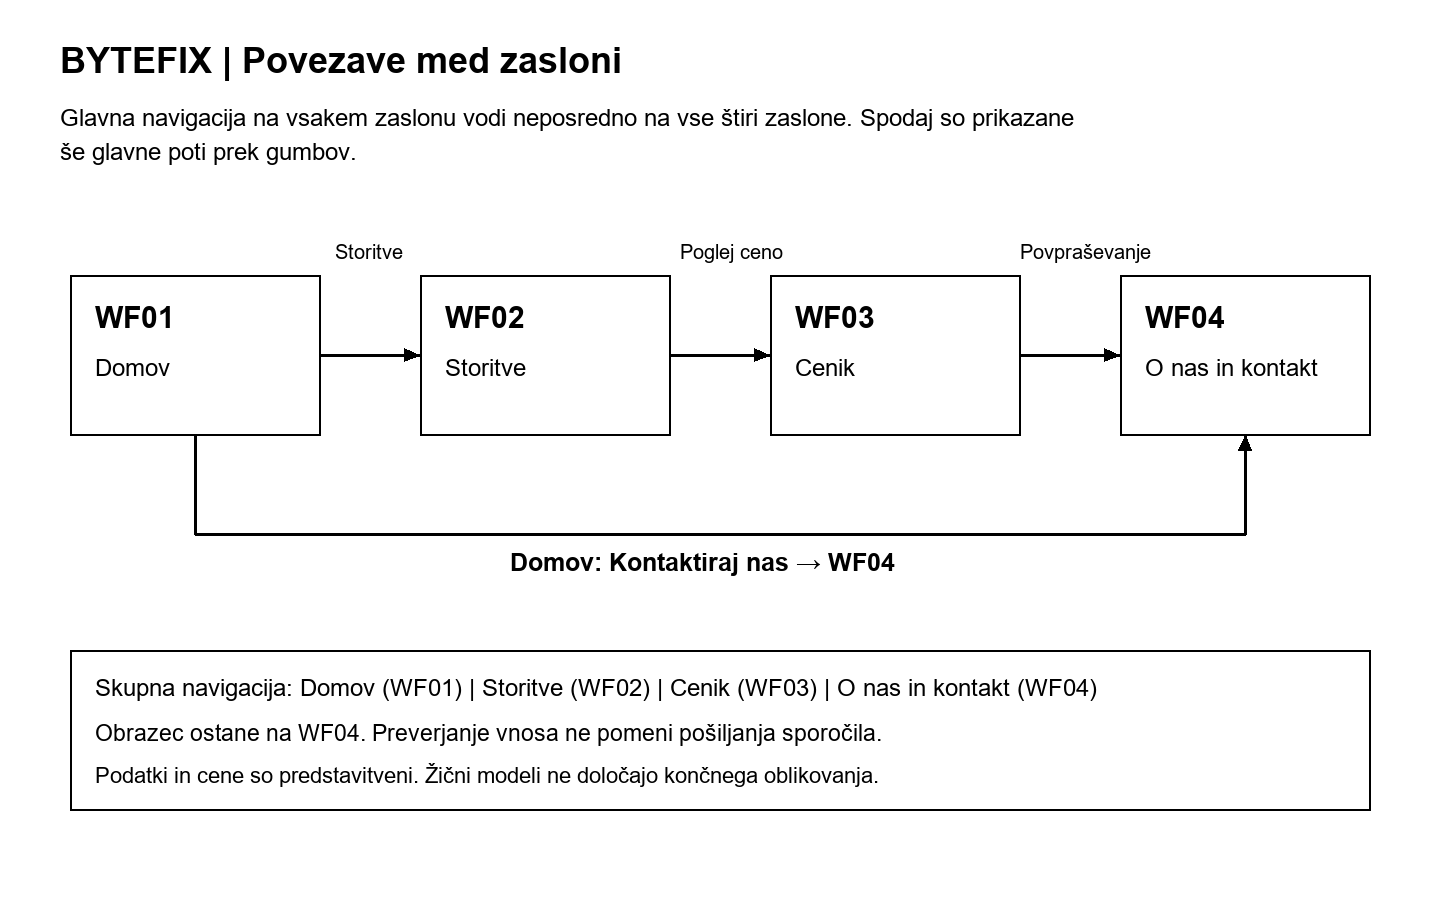 BYTEFIX | Povezave med zasloni
Glavna navigacija na vsakem zaslonu vodi neposredno na vse štiri zaslone. Spodaj so prikazane
še glavne poti prek gumbov.
Storitve
Poglej ceno
Povpraševanje
WF01
Domov
WF02
Storitve
WF03
Cenik
WF04
O nas in kontakt
Domov: Kontaktiraj nas → WF04
Skupna navigacija: Domov (WF01) | Storitve (WF02) | Cenik (WF03) | O nas in kontakt (WF04)
Obrazec ostane na WF04. Preverjanje vnosa ne pomeni pošiljanja sporočila.
Podatki in cene so predstavitveni. Žični modeli ne določajo končnega oblikovanja.